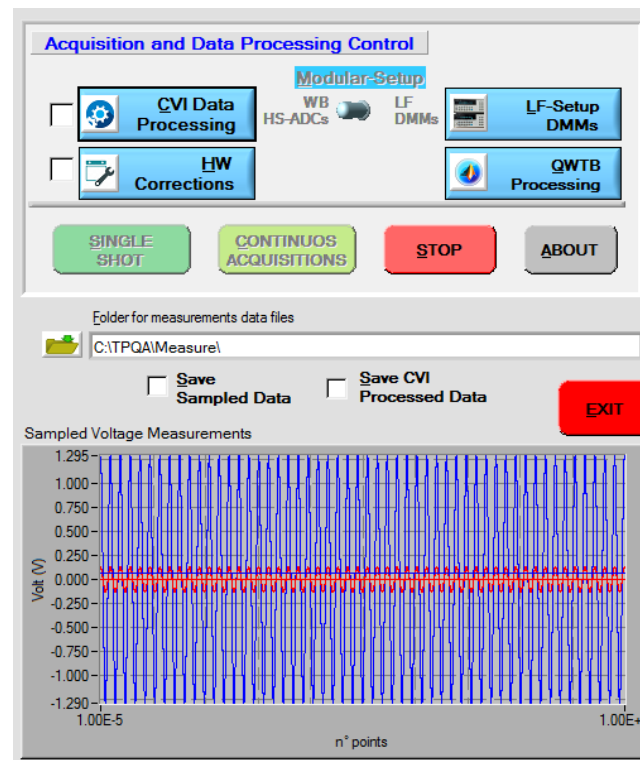 Acquisition and Data Processing Control
Modular-Setup
CVI Data
Processing
WB
HS-ADCs
LF
DMMs
LF-Setup
DMMs
HW
Corrections
QWTB
Processing
SINGLE
SHOT
CONTINUOS
ACQUISITIONS
STOP
ABOUT
Folder for measurements data files
C:\TPQA\Measure\
Save
Sampled Data
Save CVI
Processed Data
EXIT
Sampled Voltage Measurements
Volt (V)
1.295
1.000
0.750
0.500
0.250
0.000
-0.250
-0.500
-0.750
-1.000
-1.290
1.00E-5
1.00E+
n° points